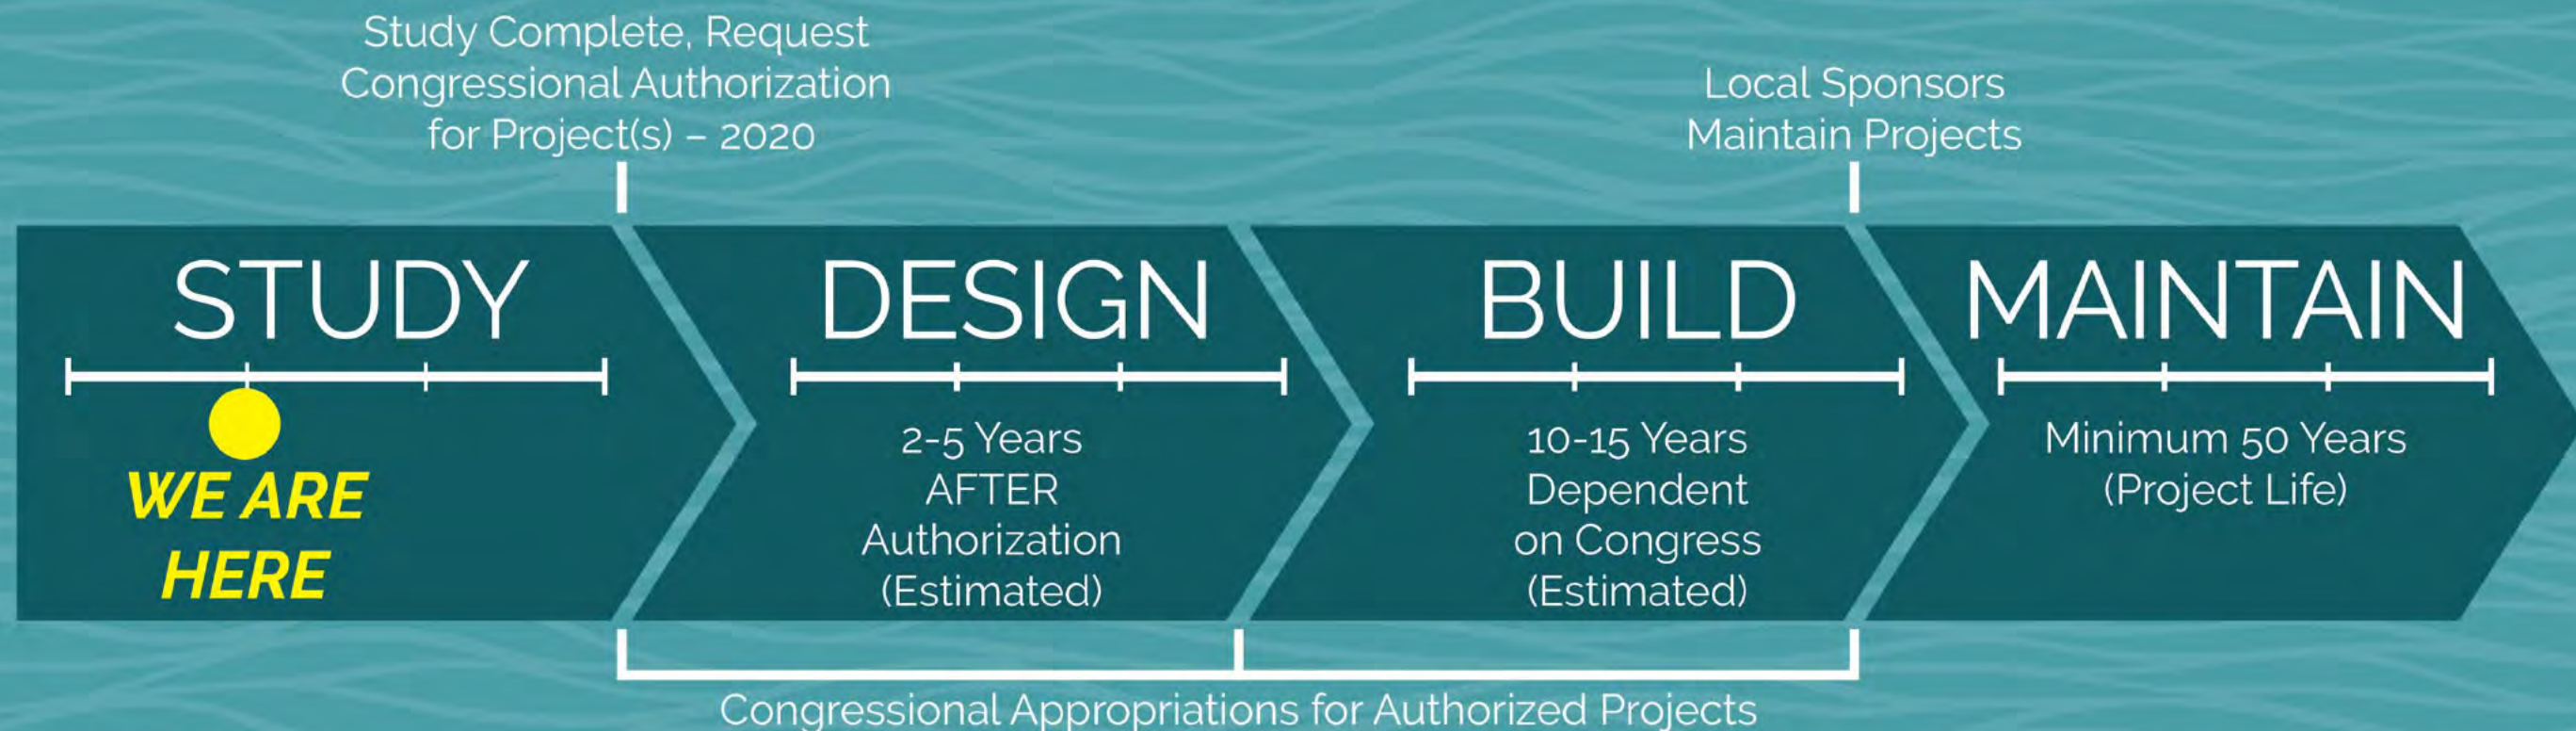 Study Complete, Request
Congressional Authorization
for Project(s) – 2020
Local Sponsors
Maintain Projects
STUDY
WE ARE
HERE
DESIGN
2-5 Years
AFTER
Authorization
(Estimated)
BUILD
10-15 Years
Dependent
on Congress
(Estimated)
MAINTAIN
Minimum 50 Years
(Project Life)
Congressional Appropriations for Authorized Projects